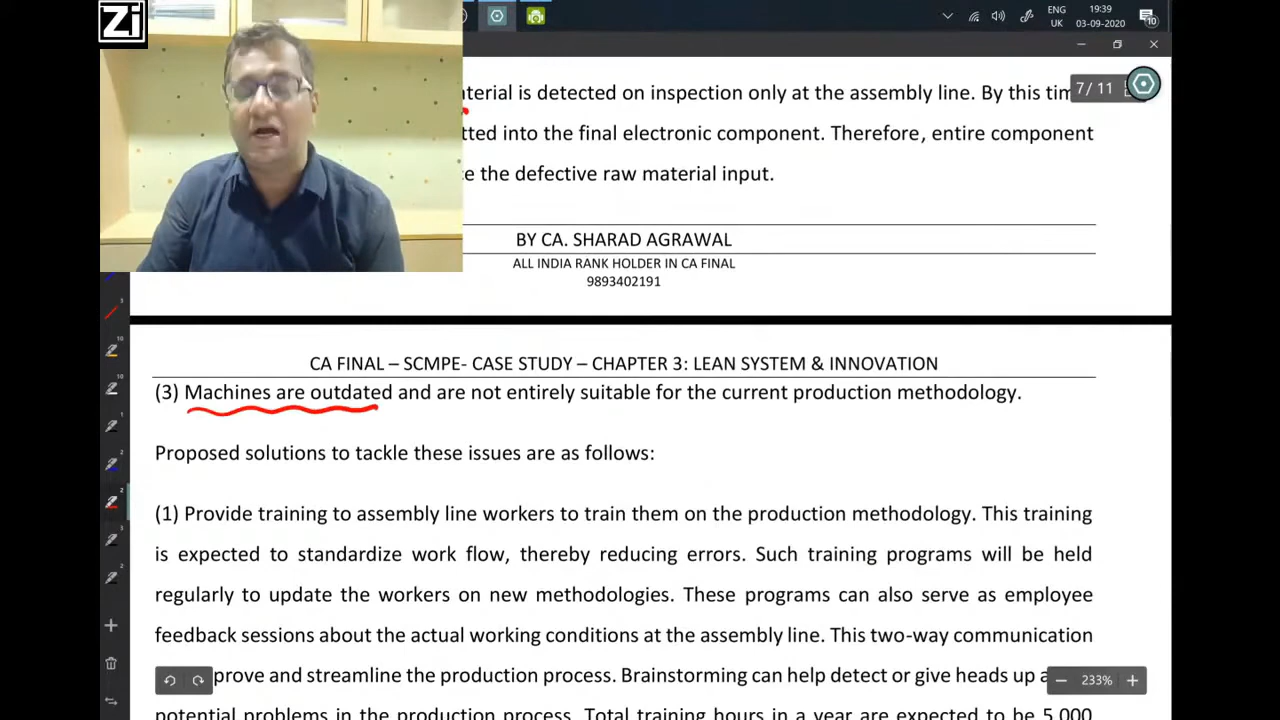 Zi
ENG
UK
19:39
03-09-2020
10
terial is detected on inspection only at the assembly line. By this
7 / 11
tted into the final electronic component. Therefore, entire component
the defective raw material input.
BY CA. SHARAD AGRAWAL
ALL INDIA RANK HOLDER IN CA FINAL
9893402191
CA FINAL – SCMPE- CASE STUDY – CHAPTER 3: LEAN SYSTEM & INNOVATION
(3) Machines are outdated and are not entirely suitable for the current production methodology.
Proposed solutions to tackle these issues are as follows:
(1) Provide training to assembly line workers to train them on the production methodology. This training
is expected to standardize work flow, thereby reducing errors. Such training programs will be held
regularly to update the workers on new methodologies. These programs can also serve as employee
feedback sessions about the actual working conditions at the assembly line. This two-way communication
prove and streamline the production process. Brainstorming can help detect or give heads up
233%
potential problems in the production process. Total training hours in a year are expected to be 5,000
3
10
10
1
2
2
3
2